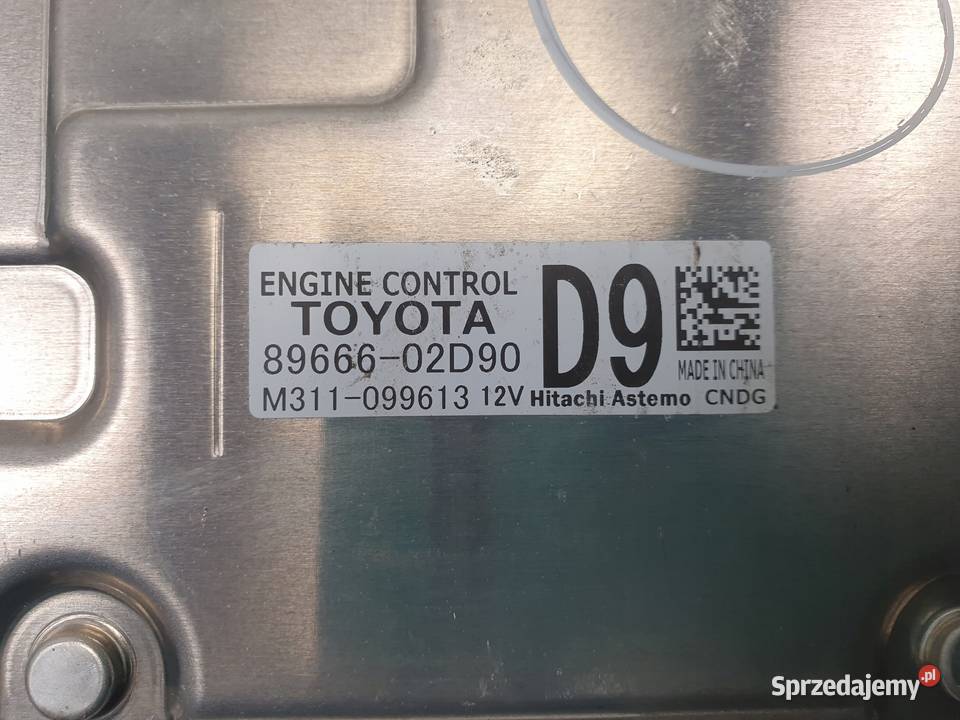 ENGINE CONTROL
TOYOTA
89666-02D90
M311-099613 12V Hitachi Astemo CNDG
D9
MADE IN CHINA
Sprzedajemy.pl